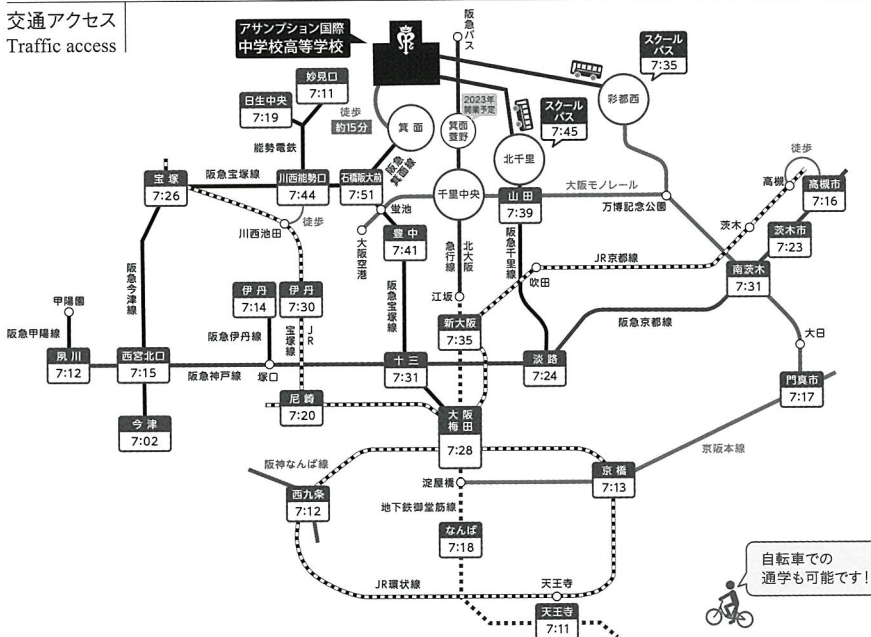 交通アクセス
Traffic access
アサンプション国際
中学校高等学校
阪急バス
スクール
バス
7:35
妙見口
7:11
日生中央
7:19
徒歩
約15分
箕面
2023年
開業予定
箕面
萱野
スクール
バス
7:45
彩都西
能勢電鉄
北千里
阪急箕面線
阪急宝塚線
宝塚
7:26
川西能勢口
7:44
石橋阪大前
7:51
千里中央
山田
7:39
大阪モノレール
徒歩
高槻
高槻市
7:16
蛍池
万博記念公園
川西池田
徒歩
大阪空港
豊中
7:41
北大阪
急行線
阪急千里線
茨木
茨木市
7:23
JR京都線
吹田
南茨木
7:31
阪急今津線
甲陽園
伊丹
7:14
伊丹
7:30
阪急宝塚線
江坂
新大阪
7:35
阪急京都線
大日
阪急甲陽線
阪急伊丹線
JR
宝塚線
夙川
7:12
西宮北口
7:15
阪急神戸線
塚口
十三
7:31
淡路
7:24
門真市
7:17
今津
7:02
尼崎
7:20
大阪
梅田
7:28
京阪本線
阪神なんば線
淀屋橋
京橋
7:13
西九条
7:12
地下鉄御堂筋線
なんば
7:18
JR環状線
天王寺
天王寺
7:11
自転車での
通学も可能です!